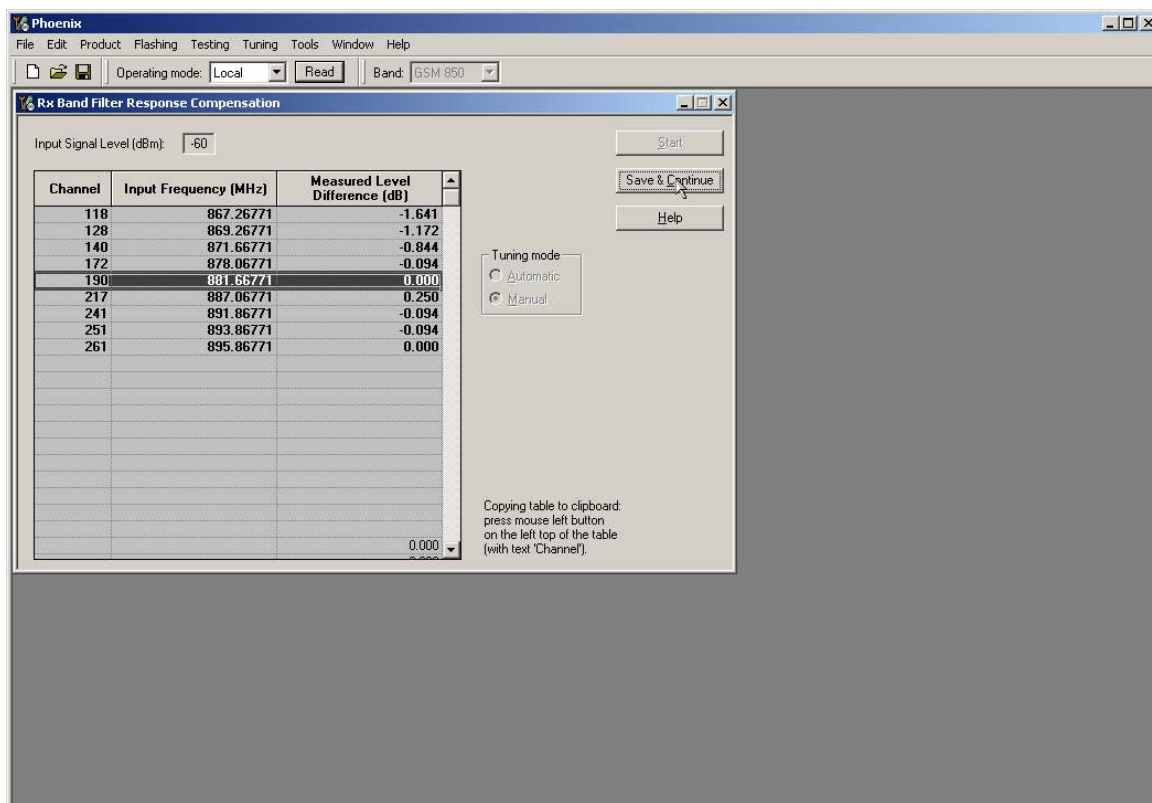 Phoenix
File Edit Product Flashing Testing Tuning Tools Window Help
Operating mode: Local Read Band: GSM 850
Rx Band Filter Response Compensation
Input Signal Level (dBm): -60
Start
Save & Continue
Help
Channel Input Frequency (MHz) Measured Level Difference (dB)
118 867.26771 -1.641
128 869.26771 -1.172
140 871.66771 -0.844
172 878.06771 -0.094
190 881.66771 0.000
217 887.06771 0.250
241 891.86771 -0.094
251 893.86771 -0.094
261 895.86771 0.000
0.000
Tuning mode
Automatic
Manual
Copying table to clipboard:
press mouse left button
on the left top of the table
(with text 'Channel').